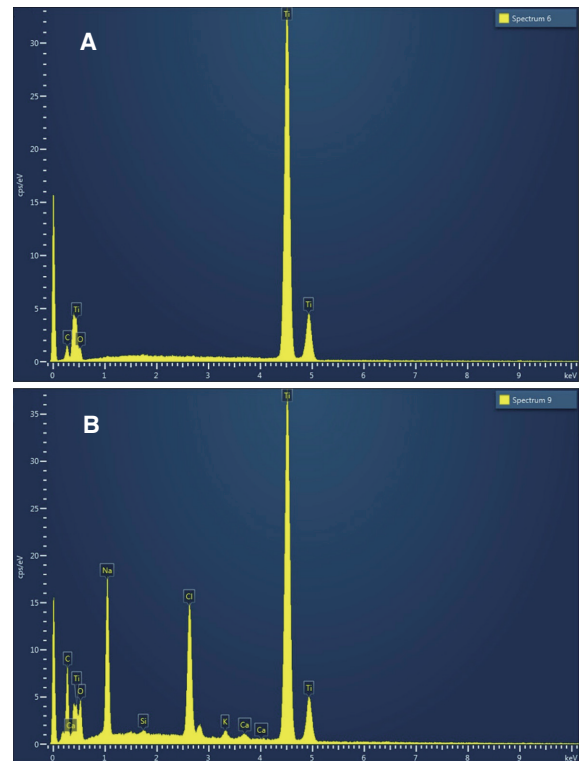 A
Spectrum 6
Ti
30
25
20
15
10
5
0
cps/eV
Ti
C
O
Ti
0 1 2 3 4 5 6 7 8 9 keV
B
Spectrum 9
Ti
35
30
25
20
15
10
5
0
cps/eV
Na
Cl
C
Ti
O
Ca
Si
K
Ca
Ca
Ti
0 1 2 3 4 5 6 7 8 9 keV